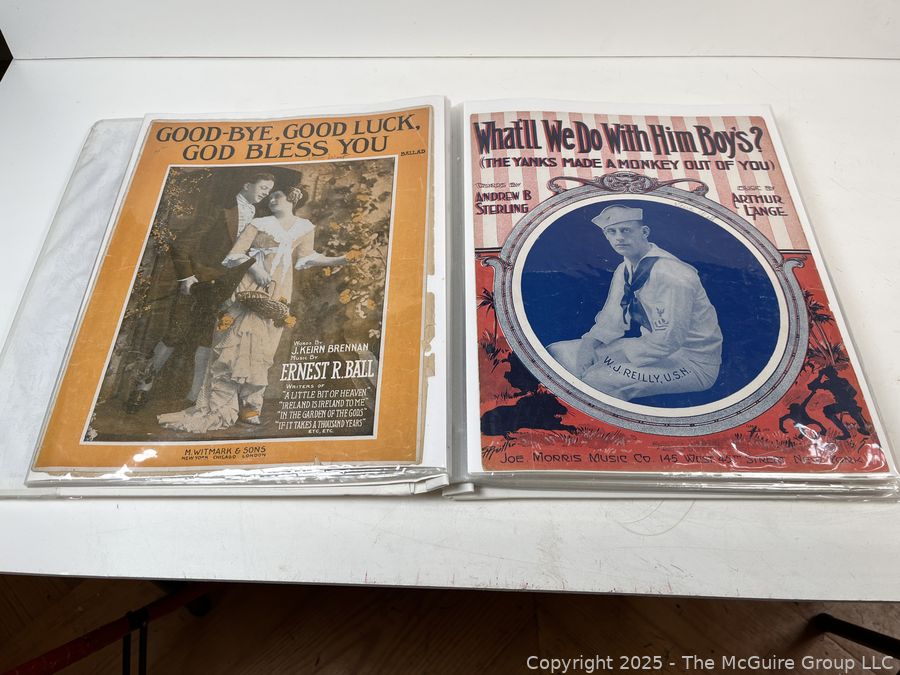 GOOD-BYE, GOOD LUCK,
GOD BLESS YOU
BALLAD
WORDS BY
J. KEIRN BRENNAN
MUSIC BY
ERNEST R. BALL
WRITERS OF
"A LITTLE BIT OF HEAVEN"
"IRELAND IS IRELAND TO ME"
"IN THE GARDEN OF THE GODS"
"IF IT TAKES A THOUSAND YEARS"
ETC., ETC.
M. WITMARK & SONS
NEW YORK CHICAGO LONDON
What'll We Do With Him Boy's?
(THE YANKS MADE A MONKEY OUT OF YOU)
WORDS BY
ANDREW B
STERLING
MUSIC BY
ARTHUR
LANGE
W.J. REILLY, U.S.N.
JOE MORRIS MUSIC CO. 145 WEST 45TH STREET NEW YORK
Copyright © 2025 - The McGuire Group LLC